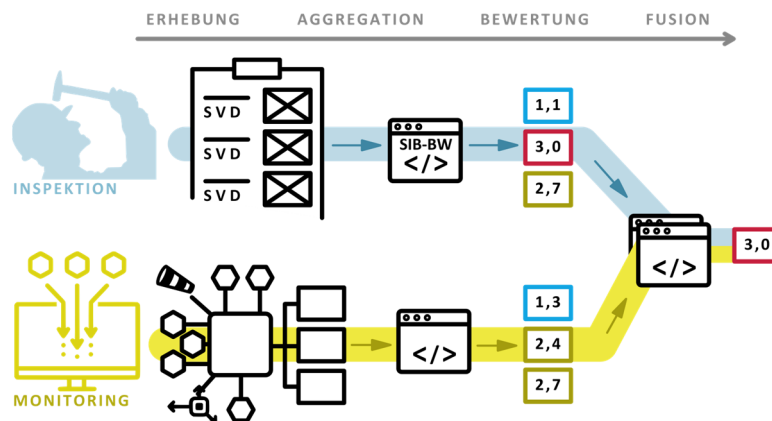 ERHEBUNG AGGREGATION BEWERTUNG FUSION
S V D
S V D
S V D
INSPEKTION
SIB-BW
</>
1,1
3,0
2,7
</>
3,0
MONITORING
</>
1,3
2,4
2,7